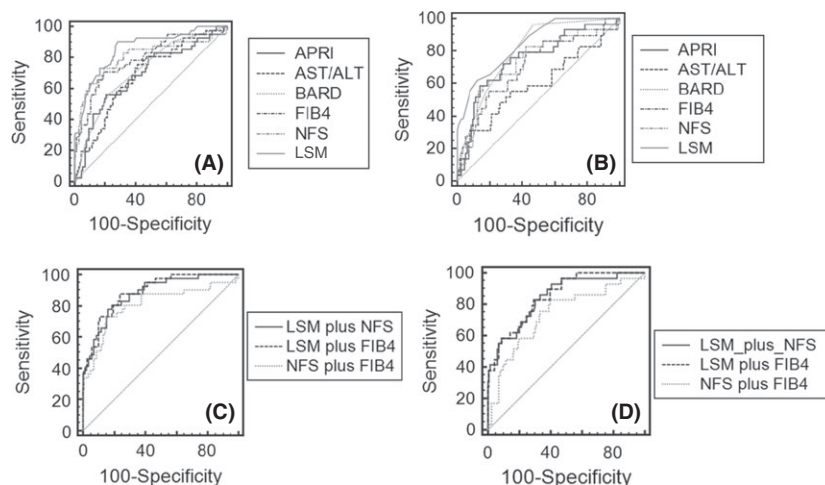 100
80
60
40
20
0
Sensitivity
0 40 80
100-Specificity
(A)
APRI
AST/ALT
BARD
FIB4
NFS
LSM
100
80
60
40
20
0
Sensitivity
0 40 80
100-Specificity
(B)
APRI
AST/ALT
BARD
FIB4
NFS
LSM
100
80
60
40
20
0
Sensitivity
0 40 80
100-Specificity
(C)
LSM plus NFS
LSM plus FIB4
NFS plus FIB4
100
80
60
40
20
0
Sensitivity
0 40 80
100-Specificity
(D)
LSM_plus_NFS
LSM plus FIB4
NFS plus FIB4